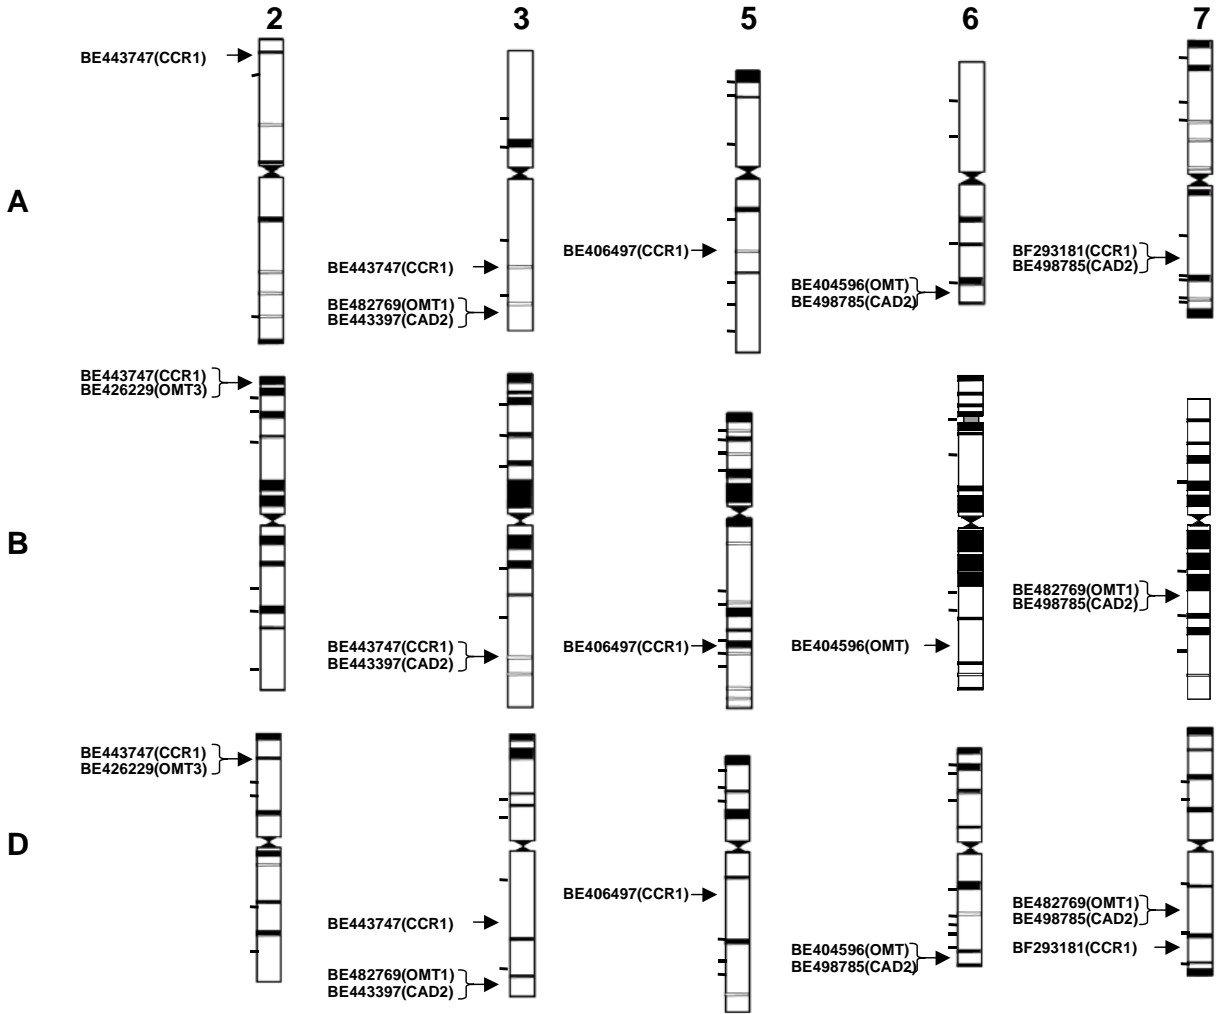 2 3 5 6 7
A
BE443747(CCR1)
BE443747(CCR1)
BE482769(OMT1)
BE443397(CAD2)
BE406497(CCR1)
BE404596(OMT)
BE498785(CAD2)
BF293181(CCR1)
BE498785(CAD2)
B
BE443747(CCR1)
BE426229(OMT3)
BE443747(CCR1)
BE443397(CAD2)
BE406497(CCR1)
BE404596(OMT)
BE482769(OMT1)
BE498785(CAD2)
D
BE443747(CCR1)
BE426229(OMT3)
BE443747(CCR1)
BE482769(OMT1)
BE443397(CAD2)
BE406497(CCR1)
BE404596(OMT)
BE498785(CAD2)
BE482769(OMT1)
BE498785(CAD2)
BF293181(CCR1)